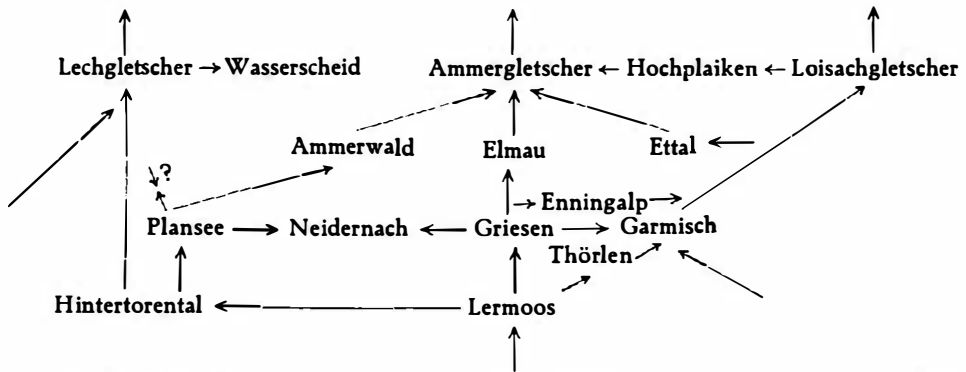 Lechgletscher → Wasserscheid Ammergletscher ← Hochplaiken ← Loisachgletscher
Ammerwald Elmau Ettal ←
?
→ Enningalp →
Plansee → Neidernach ← Griesen → Garmisch
Thörlen
Hintertorental ← Lermoos